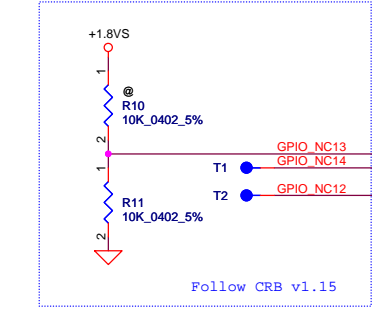 +1.8VS
1
@
R10
10K_0402_5%
2
GPIO_NC13
GPIO_NC14
T1
1
T2
GPIO_NC12
R11
10K_0402_5%
2
Follow CRB v1.15